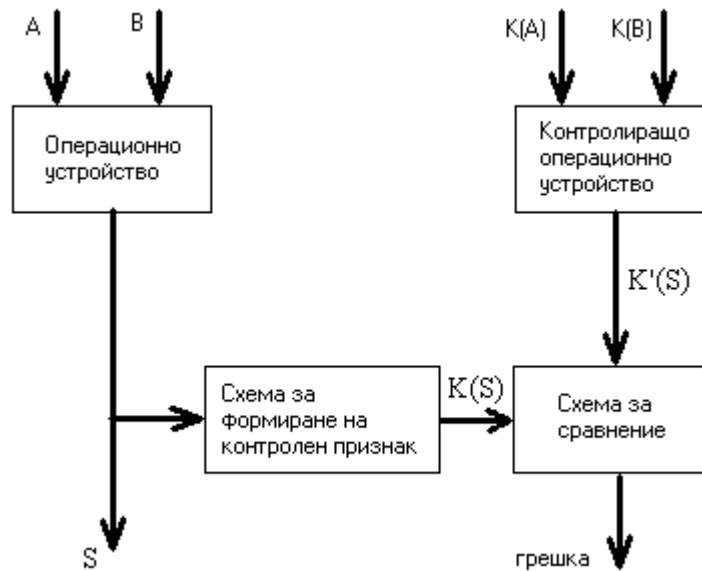 A
B
K(A)
K(B)
Операционно
устройство
Контролиращо
операционно
устройство
K'(S)
Схема за
формиране на
контролен признак
K(S)
Схема за
сравнение
S
грешка